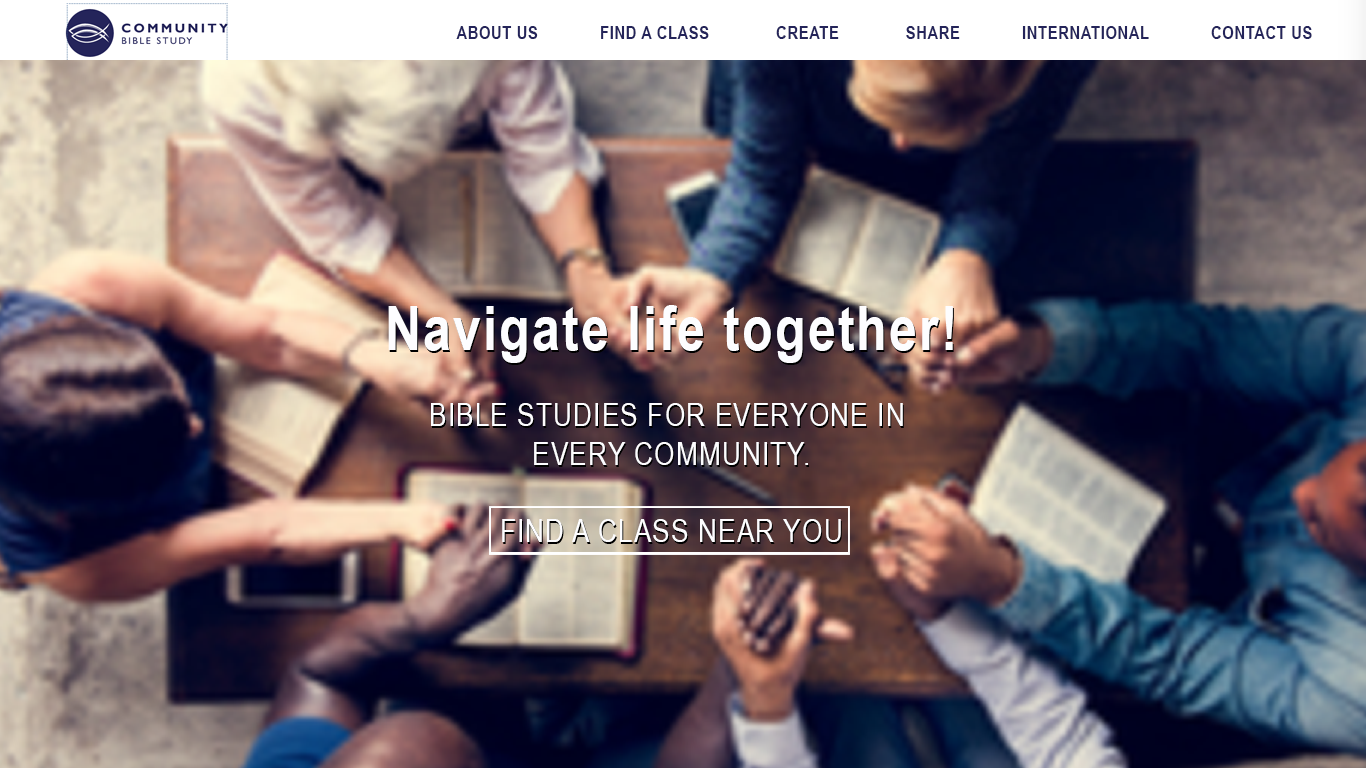 COMMUNITY
BIBLE STUDY
ABOUT US FIND A CLASS CREATE SHARE INTERNATIONAL CONTACT US
Navigate life together!
BIBLE STUDIES FOR EVERYONE IN
EVERY COMMUNITY.
FIND A CLASS NEAR YOU